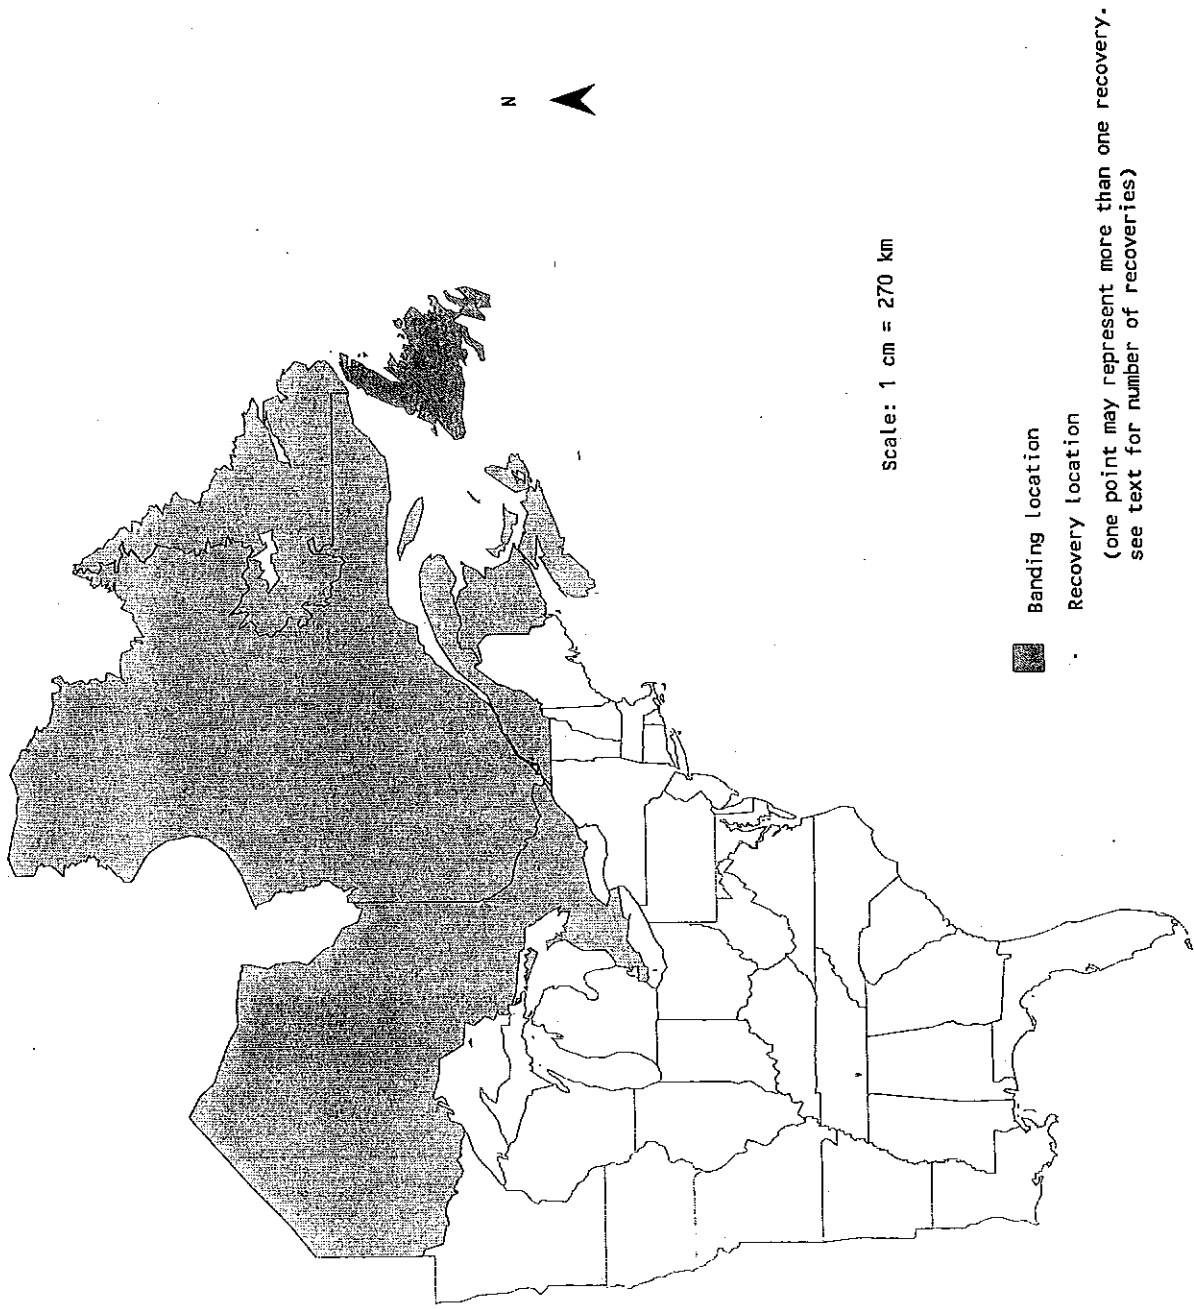 N
Scale: 1 cm = 270 km
Banding location
Recovery location
(one point may represent more than one recovery.
see text for number of recoveries)